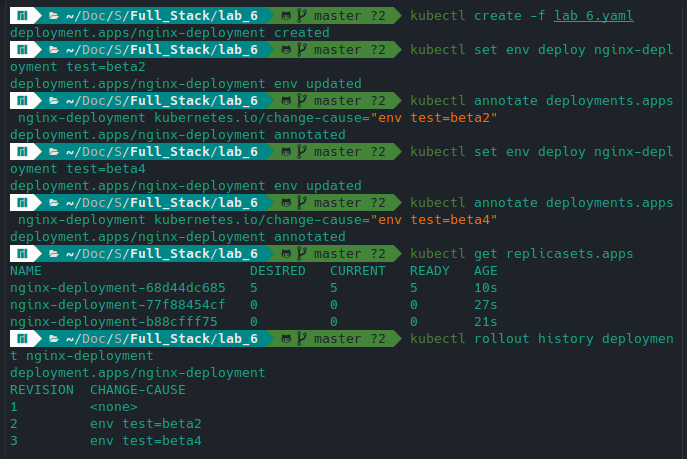 ~/Doc/S/Full_Stack/lab_6 master ?2 kubectl create -f lab 6.yaml
deployment.apps/nginx-deployment created
~/Doc/S/Full_Stack/lab_6 master ?2 kubectl set env deploy nginx-depl
oyment test=beta2
deployment.apps/nginx-deployment env updated
~/Doc/S/Full_Stack/lab_6 master ?2 kubectl annotate deployments.apps
nginx-deployment kubernetes.io/change-cause="env test=beta2"
deployment.apps/nginx-deployment annotated
~/Doc/S/Full_Stack/lab_6 master ?2 kubectl set env deploy nginx-depl
oyment test=beta4
deployment.apps/nginx-deployment env updated
~/Doc/S/Full_Stack/lab_6 master ?2 kubectl annotate deployments.apps
nginx-deployment kubernetes.io/change-cause="env test=beta4"
deployment.apps/nginx-deployment annotated
~/Doc/S/Full_Stack/lab_6 master ?2 kubectl get replicasets.apps
NAME DESIRED CURRENT READY AGE
nginx-deployment-68d44dc685 5 5 5 10s
nginx-deployment-77f88454cf 0 0 0 27s
nginx-deployment-b88cfff75 0 0 0 21s
~/Doc/S/Full_Stack/lab_6 master ?2 kubectl rollout history deploymen
t nginx-deployment
deployment.apps/nginx-deployment
REVISION CHANGE-CAUSE
1 <none>
2 env test=beta2
3 env test=beta4